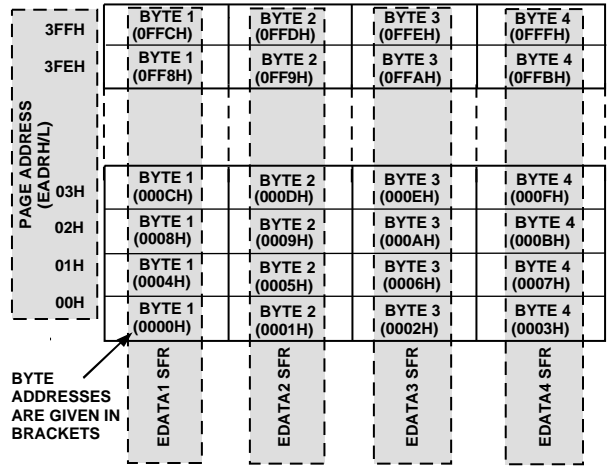 3FFH
BYTE 1
(0FFCH)
BYTE 2
(0FFDH)
BYTE 3
(0FFEH)
BYTE 4
(0FFFH)
3FEH
BYTE 1
(0FF8H)
BYTE 2
(0FF9H)
BYTE 3
(0FFAH)
BYTE 4
(0FFBH)
PAGE ADDRESS
(EADRH/L)
03H
BYTE 1
(000CH)
BYTE 2
(000DH)
BYTE 3
(000EH)
BYTE 4
(000FH)
02H
BYTE 1
(0008H)
BYTE 2
(0009H)
BYTE 3
(000AH)
BYTE 4
(000BH)
01H
BYTE 1
(0004H)
BYTE 2
(0005H)
BYTE 3
(0006H)
BYTE 4
(0007H)
00H
BYTE 1
(0000H)
BYTE 2
(0001H)
BYTE 3
(0002H)
BYTE 4
(0003H)
BYTE
ADDRESSES
ARE GIVEN IN
BRACKETS
EDATA1 SFR
EDATA2 SFR
EDATA3 SFR
EDATA4 SFR